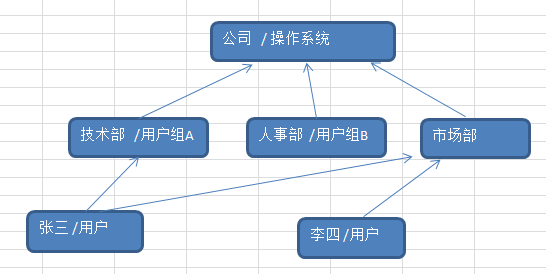 公司 /操作系统
技术部 /用户组A
人事部 /用户组B
市场部
张三 /用户
李四 /用户